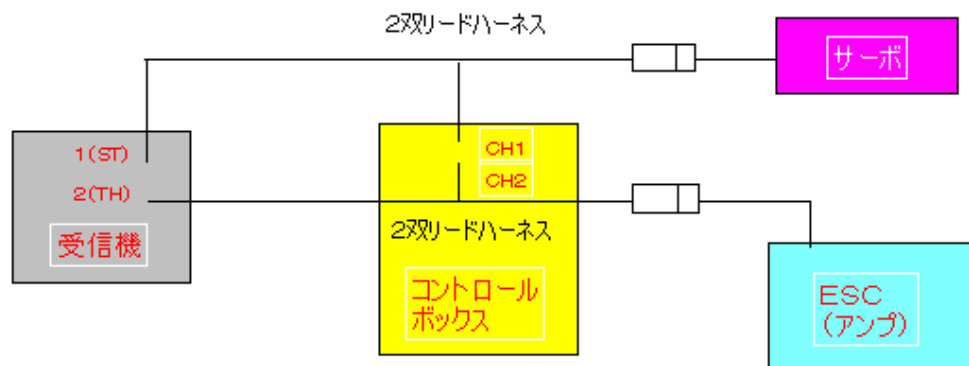 2双リードハーネス
サーボ
1(ST)
CH1
CH2
2(TH)
2双リードハーネス
受信機
コントロール
ボックス
ESC
(アンプ)